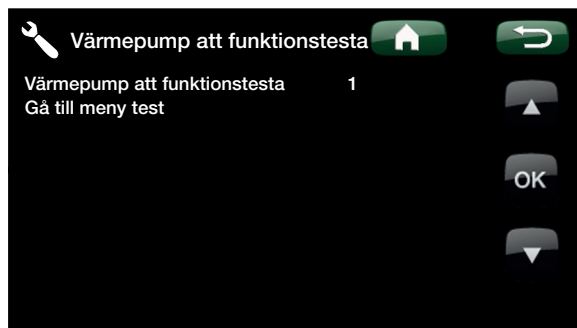 Värmepump att funktionstesta
Värmepump att funktionstesta 1
Gå till meny test
OK